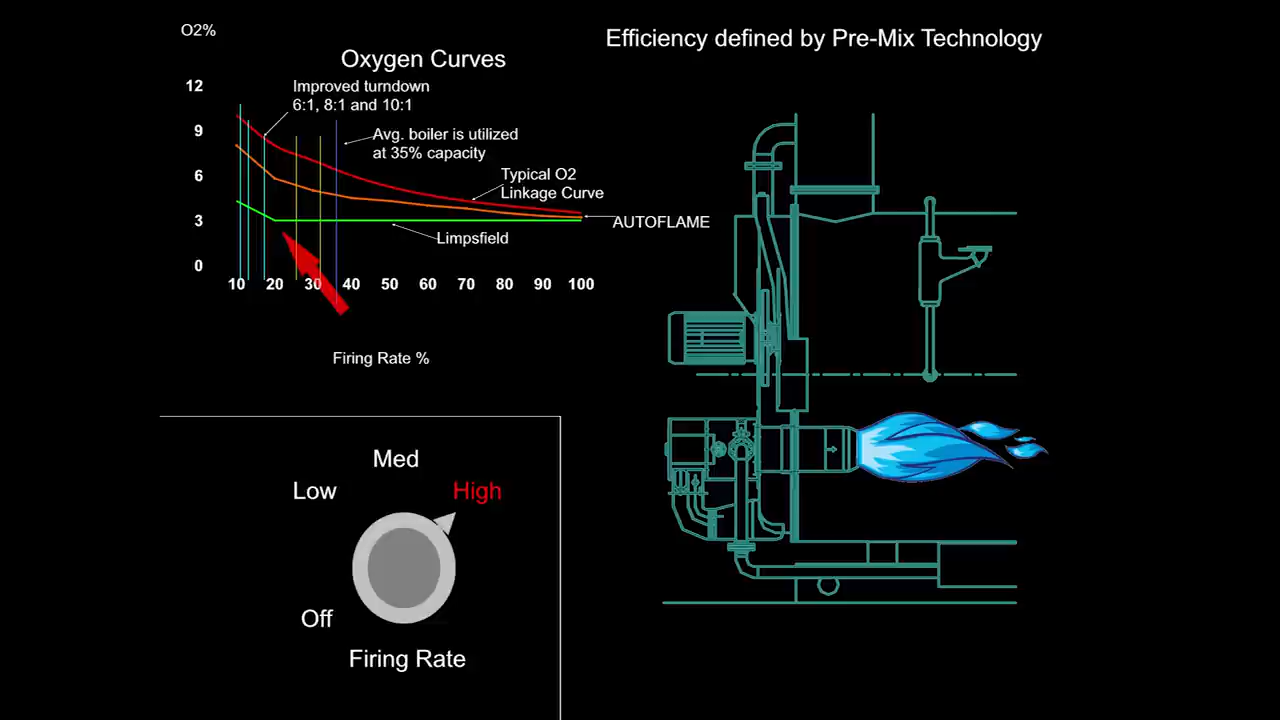 O2%
Efficiency defined by Pre-Mix Technology
Oxygen Curves
Improved turndown
6:1, 8:1 and 10:1
Avg. boiler is utilized
at 35% capacity
Typical O2
Linkage Curve
AUTOFLAME
Limpsfield
12
9
6
3
0
10 20 30 40 50 60 70 80 90 100
Firing Rate %
Med
Low
High
Off
Firing Rate